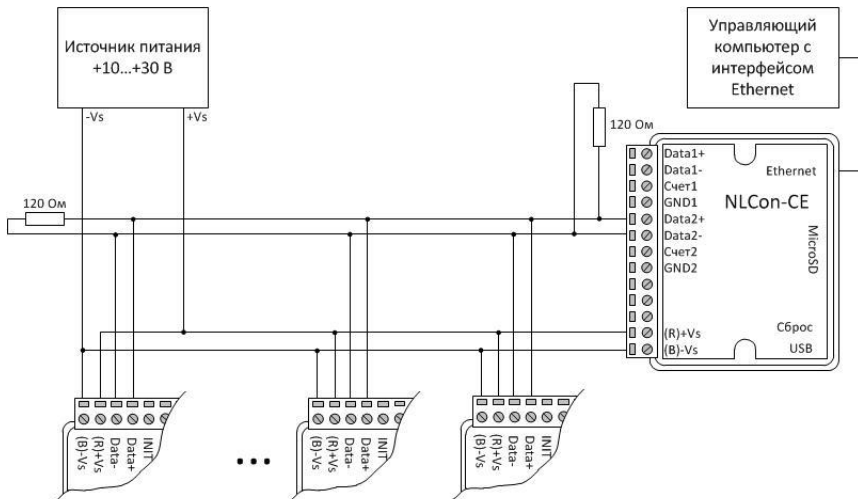 Источник питания
+10...+30 В
-Vs
+Vs
Управляющий
компьютер с
интерфейсом
Ethernet
120 Ом
120 Ом
Data1+
Data1-
Счет1
GND1
Data2+
Data2-
Счет2
GND2
(R)+Vs
(B)-Vs
Ethernet
NLCon-CE
MicroSD
Сброс
USB
(B)-Vs
(R)+Vs
Data-
Data+
INIT
...
(B)-Vs
(R)+Vs
Data-
Data+
INIT
(B)-Vs
(R)+Vs
Data-
Data+
INIT